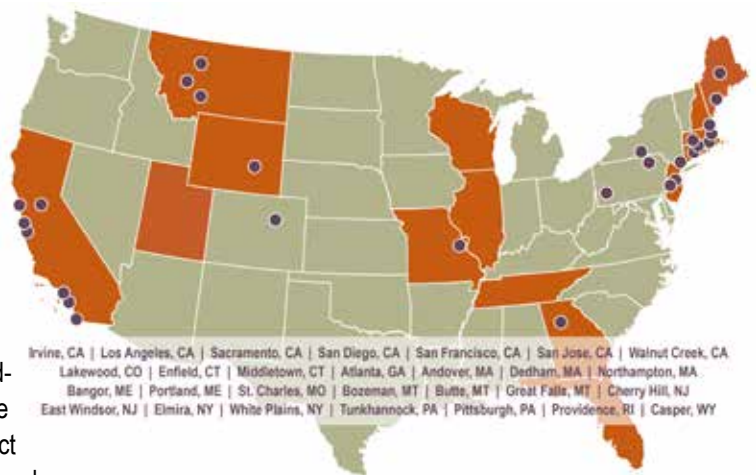 Irvine, CA | Los Angeles, CA | Sacramento, CA | San Diego, CA | San Francisco, CA | San Jose, CA | Walnut Creek, CA
Lakewood, CO | Enfield, CT | Middletown, CT | Atlanta, GA | Andover, MA | Dedham, MA | Northampton, MA
Bangor, ME | Portland, ME | St. Charles, MO | Bozeman, MT | Butte, MT | Great Falls, MT | Cherry Hill, NJ
East Windsor, NJ | Elmira, NY | White Plains, NY | Tunkhannock, PA | Pittsburgh, PA | Providence, RI | Casper, WY
d-
e
ct